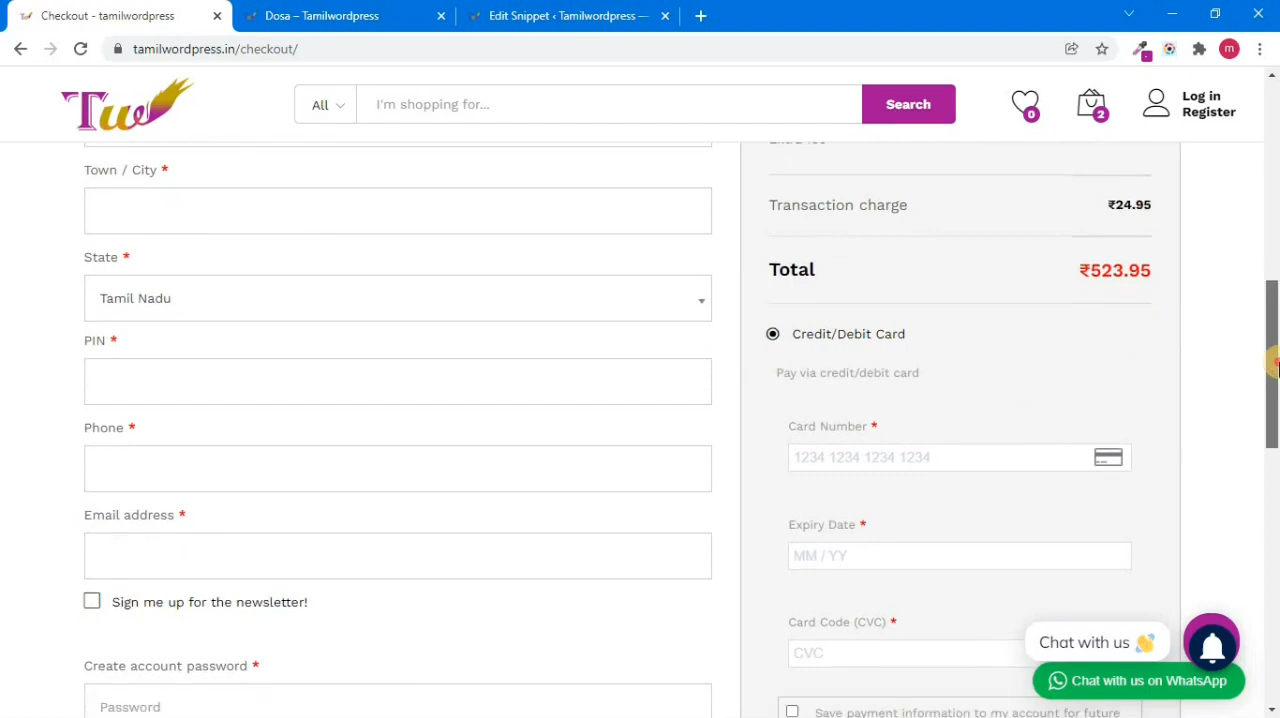 Checkout - tamilwordpress
Dosa – Tamilwordpress
Edit Snippet ‹ Tamilwordpress —
tamilwordpress.in/checkout/
m
Tw
All
I'm shopping for...
Search
0
2
Log in
Register
Town / City *
State *
Tamil Nadu
PIN *
Phone *
Email address *
Sign me up for the newsletter!
Create account password *
Password
Transaction charge
₹24.95
Total
₹523.95
Credit/Debit Card
Pay via credit/debit card
Card Number *
1234 1234 1234 1234
Expiry Date *
MM / YY
Card Code (CVC) *
CVC
Save payment information to my account for future
Chat with us 👋
Chat with us on WhatsApp